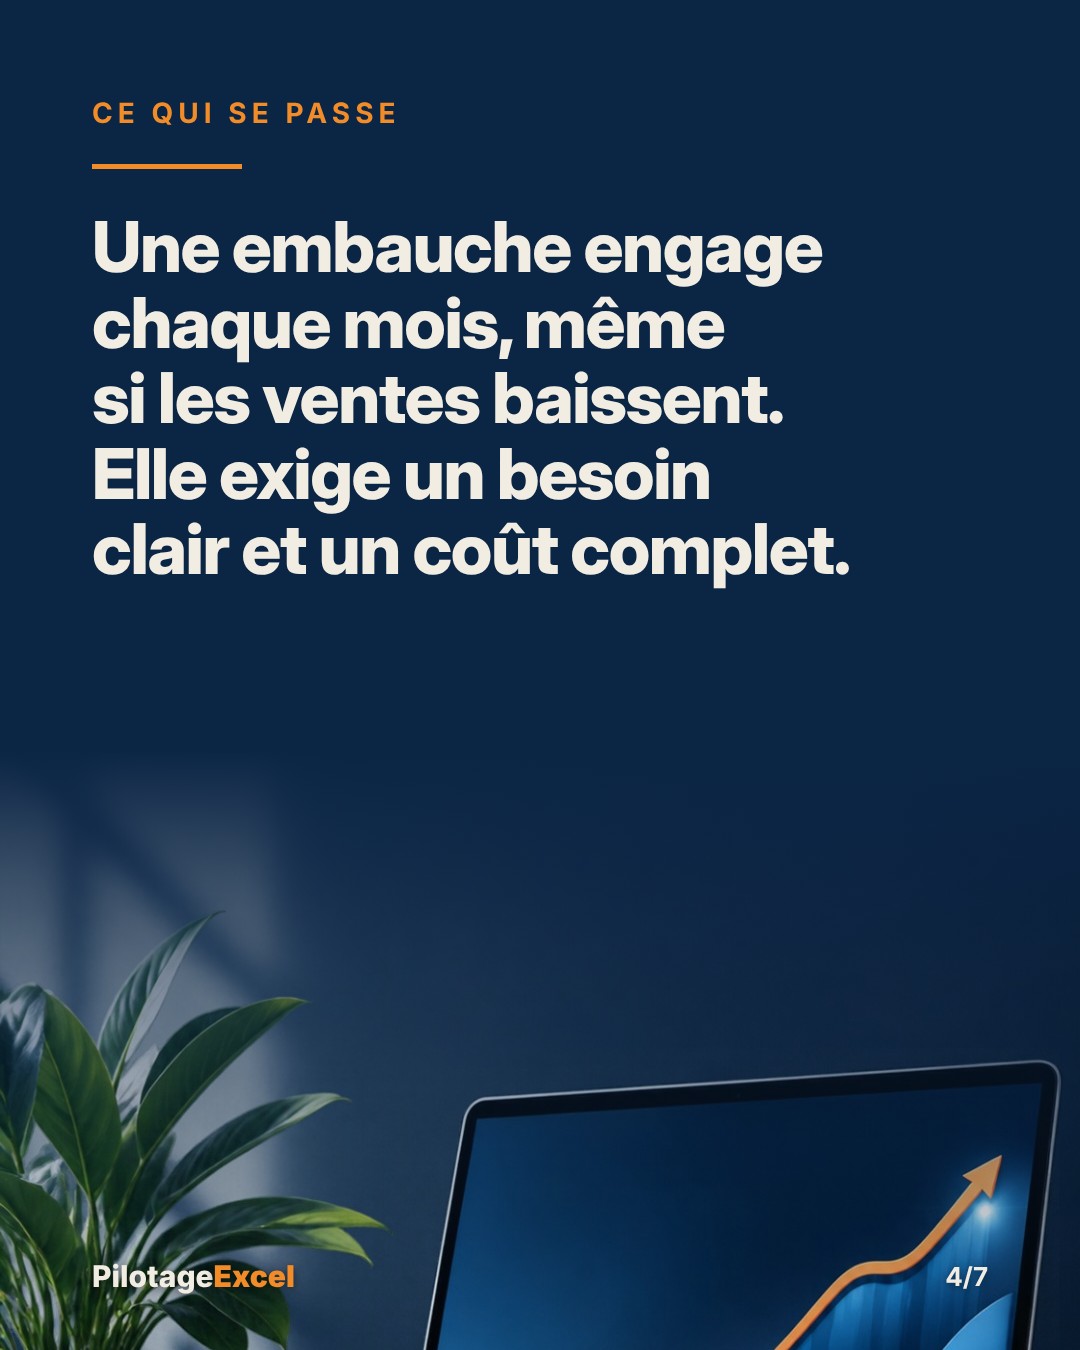 CE QUI SE PASSE
Une embauche engage
chaque mois, même
si les ventes baissent.
Elle exige un besoin
clair et un coût complet.
PilotageExcel
4/7